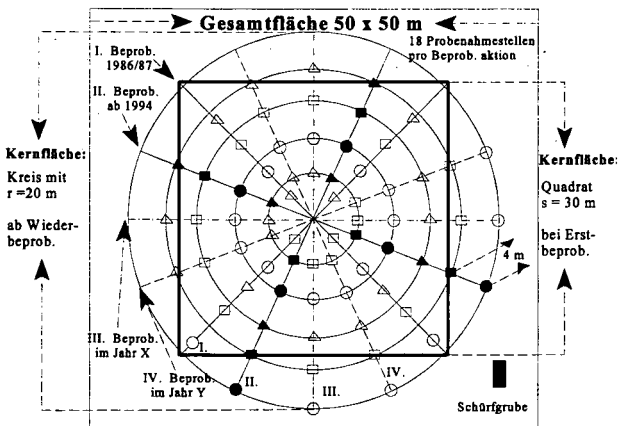 Gesamtfläche 50 x 50 m
I. Beprob.
1986/87
18 Probenahmestellen
pro Beprob. aktion
II. Beprob.
ab 1994
Kernfläche:
Kreis mit
r =20 m
ab Wieder-
beprob.
Kernfläche:
Quadrat
s = 30 m
bei Erst-
beprob.
4 m
III. Beprob.
im Jahr X
IV. Beprob.
im Jahr Y
I.
II.
III.
IV.
Schürfgrube